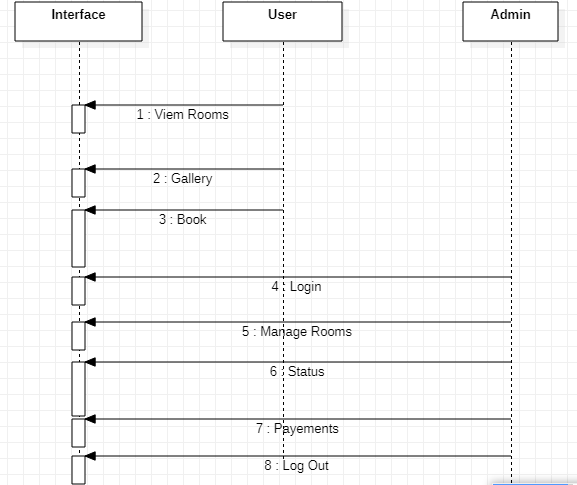 Interface User Admin
1 : Viem Rooms
2 : Gallery
3 : Book
4 : Login
5 : Manage Rooms
6 : Status
7 : Payements
8 : Log Out